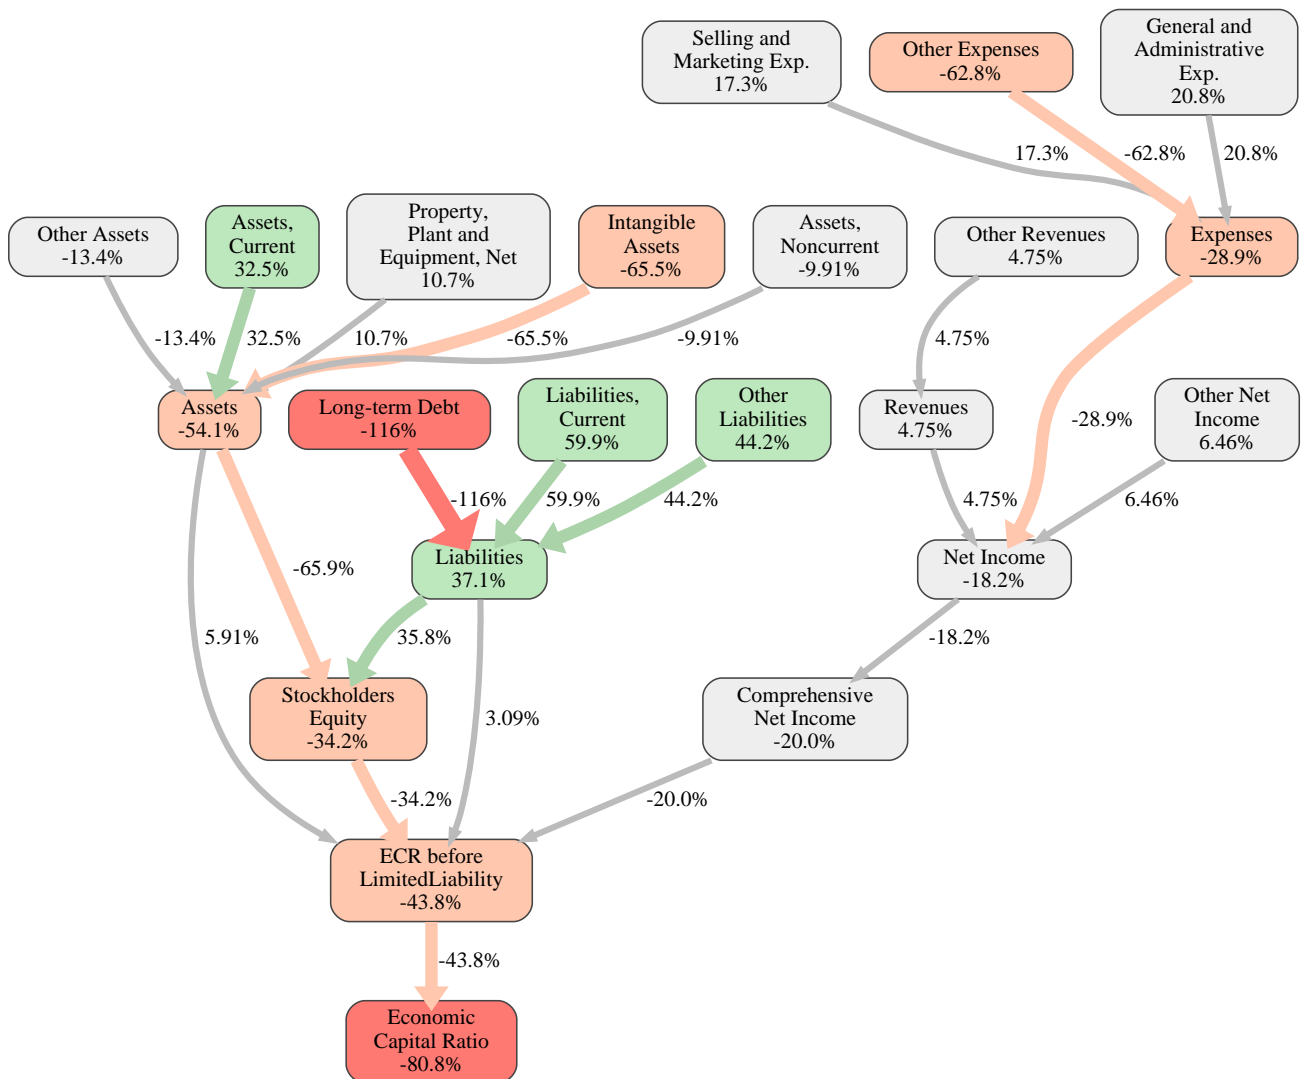 Selling and
Marketing Exp.
17.3%
Other Expenses
-62.8%
General and
Administrative
Exp.
20.8%
17.3%
-62.8%
20.8%
Other Assets
-13.4%
Assets,
Current
32.5%
Property,
Plant and
Equipment, Net
10.7%
Intangible
Assets
-65.5%
Assets,
Noncurrent
-9.91%
Other Revenues
4.75%
Expenses
-28.9%
-13.4%
32.5%
10.7%
-65.5%
-9.91%
4.75%
-28.9%
Assets
-54.1%
Long-term Debt
-116%
Liabilities,
Current
59.9%
Other
Liabilities
44.2%
Revenues
4.75%
Other Net
Income
6.46%
-116%
59.9%
44.2%
4.75%
6.46%
-65.9%
Liabilities
37.1%
Net Income
-18.2%
5.91%
35.8%
3.09%
-18.2%
Stockholders
Equity
-34.2%
Comprehensive
Net Income
-20.0%
-34.2%
-20.0%
ECR before
LimitedLiability
-43.8%
-43.8%
Economic
Capital Ratio
-80.8%